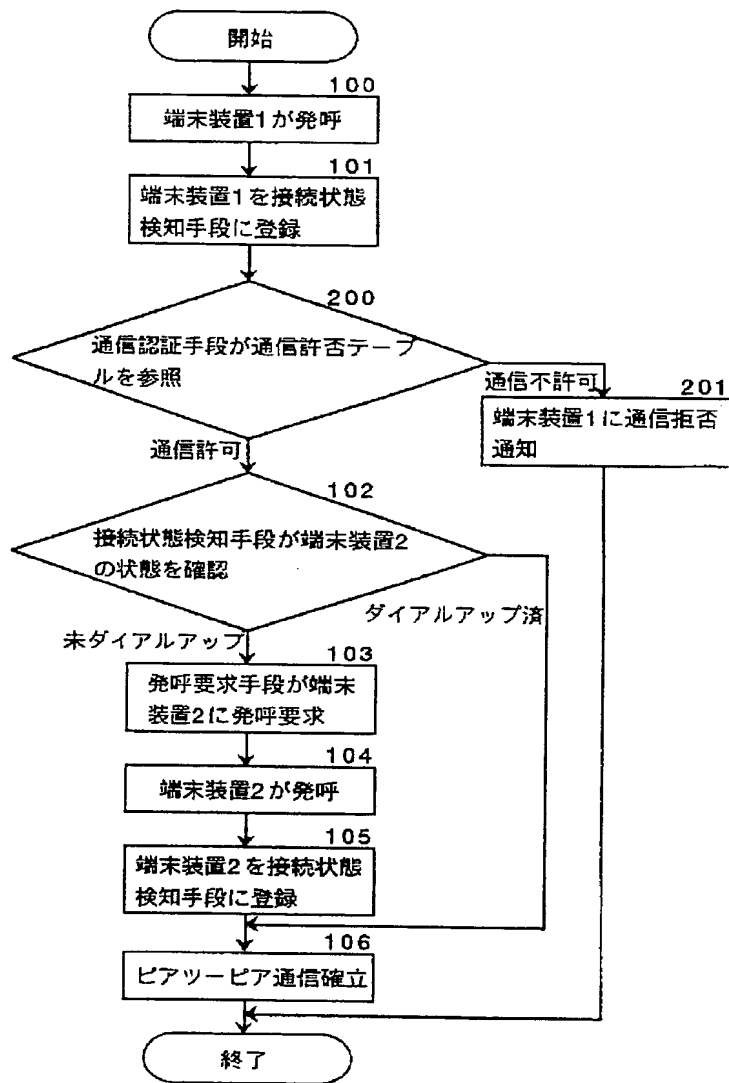 開始
100
端末装置1が発呼
101
端末装置1を接続状態
検知手段に登録
200
通信認証手段が通信許否テーブ
ルを参照
通信不許可
201
端末装置1に通信拒否
通知
通信許可
102
接続状態検知手段が端末装置2
の状態を確認
ダイアルアップ済
未ダイアルアップ
103
発呼要求手段が端末
装置2に発呼要求
104
端末装置2が発呼
105
端末装置2を接続状態
検知手段に登録
106
ピアツーピア通信確立
終了